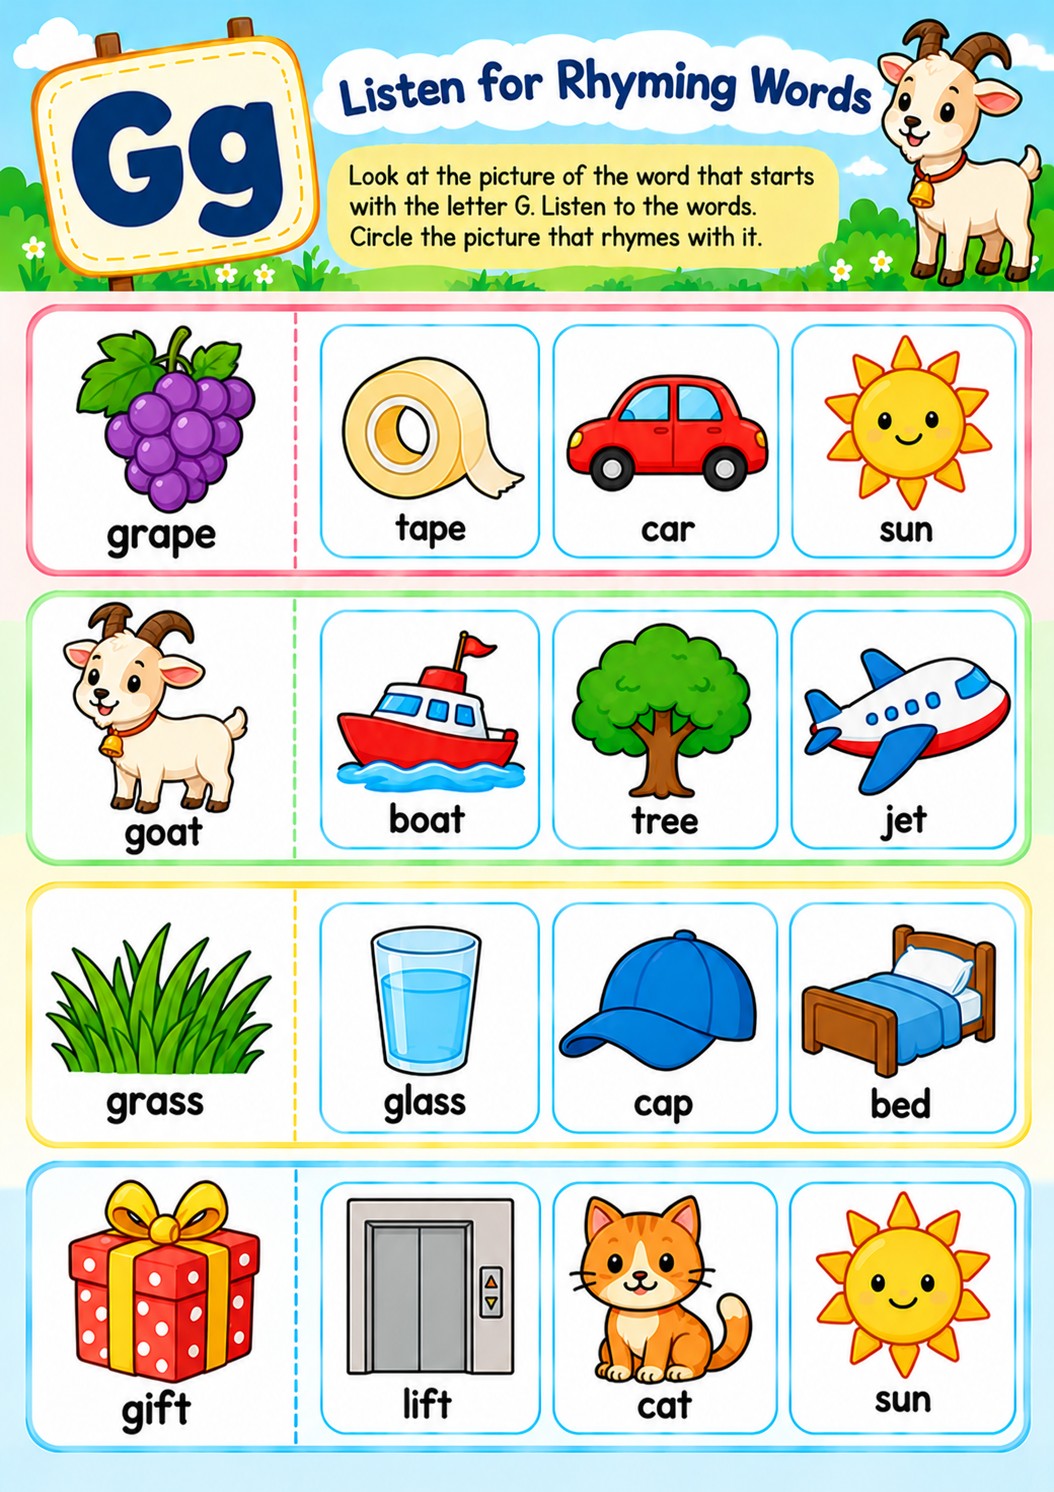 Gg
Listen for Rhyming Words
Look at the picture of the word that starts
with the letter G. Listen to the words.
Circle the picture that rhymes with it.
grape
tape
car
sun
goat
boat
tree
jet
grass
glass
cap
bed
gift
lift
cat
sun